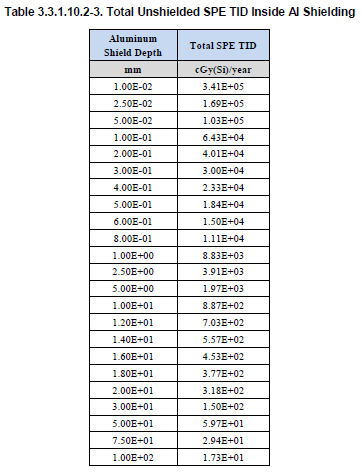 Table 3.3.1.10.2-3. Total Unshielded SPE TID Inside Al Shielding
Aluminum Shield Depth Total SPE TID
mm cGy(Si)/year
1.00E-02 3.41E+05
2.50E-02 1.69E+05
5.00E-02 1.03E+05
1.00E-01 6.43E+04
2.00E-01 4.01E+04
3.00E-01 3.00E+04
4.00E-01 2.33E+04
5.00E-01 1.84E+04
6.00E-01 1.50E+04
8.00E-01 1.11E+04
1.00E+00 8.83E+03
2.50E+00 3.91E+03
5.00E+00 1.97E+03
1.00E+01 8.87E+02
1.20E+01 7.03E+02
1.40E+01 5.57E+02
1.60E+01 4.53E+02
1.80E+01 3.77E+02
2.00E+01 3.18E+02
3.00E+01 1.50E+02
5.00E+01 5.97E+01
7.50E+01 2.94E+01
1.00E+02 1.73E+01